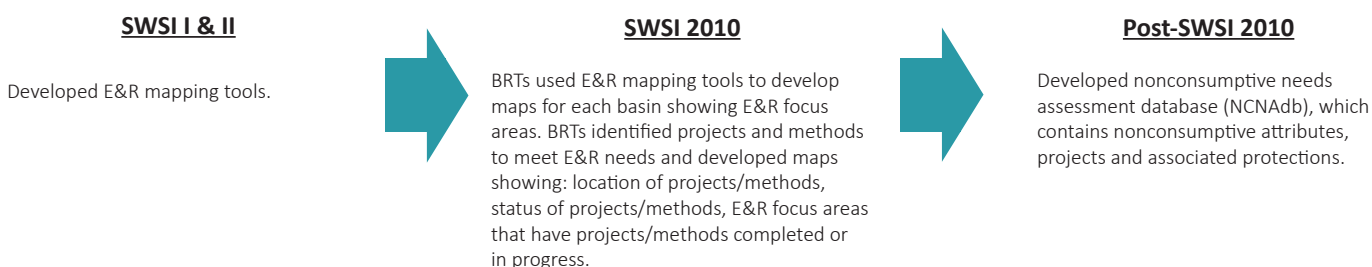 SWSI I & II
Developed E&R mapping tools.
SWSI 2010
BRTs used E&R mapping tools to develop
maps for each basin showing E&R focus
areas. BRTs identified projects and methods
to meet E&R needs and developed maps
showing: location of projects/methods,
status of projects/methods, E&R focus areas
that have projects/methods completed or
in progress.
Post-SWSI 2010
Developed nonconsumptive needs
assessment database (NCNAdb), which
contains nonconsumptive attributes,
projects and associated protections.